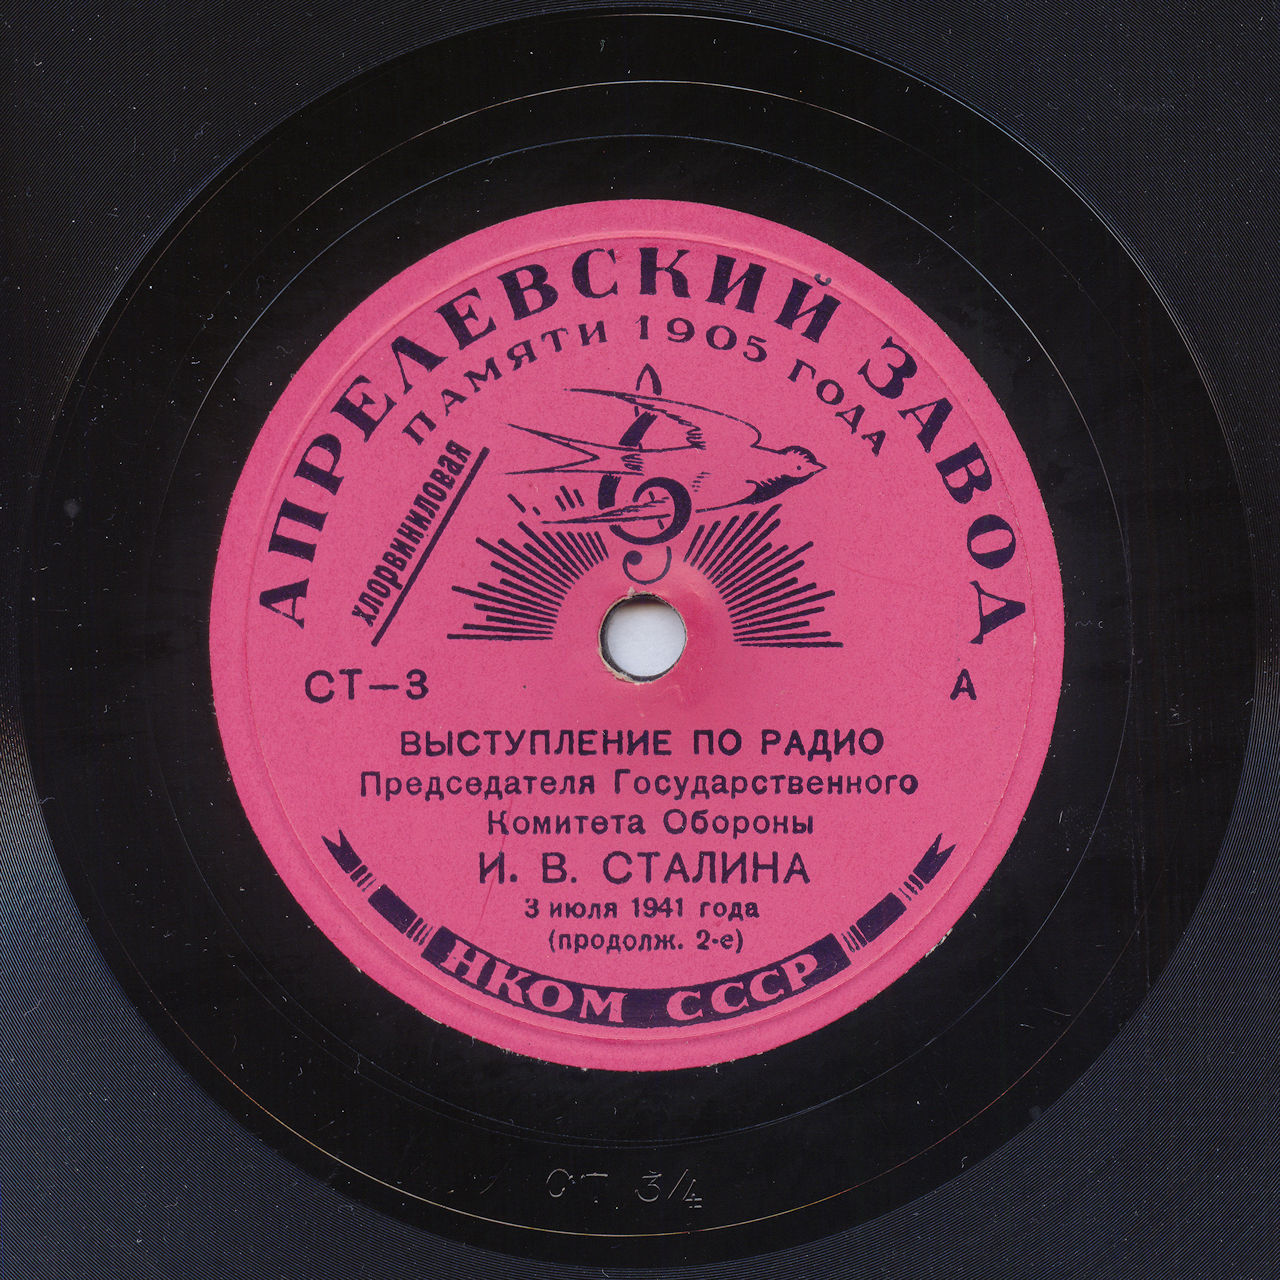 АПРЕЛЕВСКИЙ ЗАВОД
ПАМЯТИ 1905 ГОДА
хлорвиниловая
СТ–3 А
ВЫСТУПЛЕНИЕ ПО РАДИО
Председателя Государственного
Комитета Обороны
И. В. СТАЛИНА
3 июля 1941 года
(продолж. 2-е)
НКОМ СССР
СТ 3/4